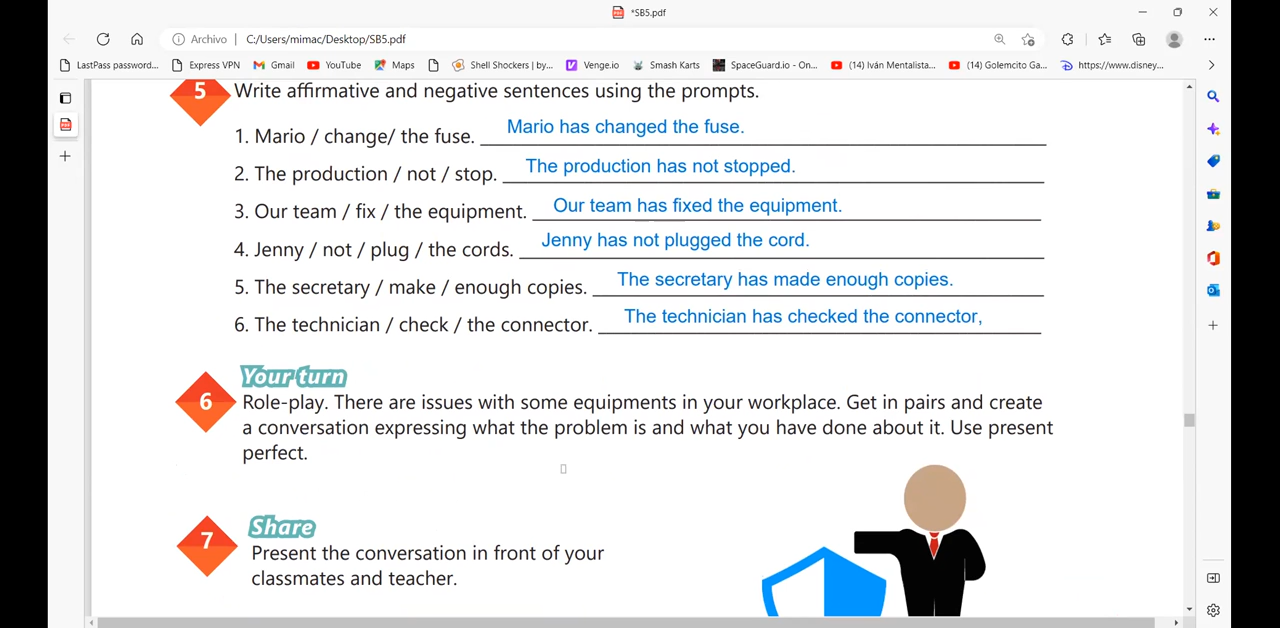 *SB5.pdf
Archivo | C:/Users/mimac/Desktop/SB5.pdf
LastPass password... Express VPN Gmail YouTube Maps Shell Shockers | by... Venge.io Smash Karts SpaceGuard.io - On... (14) Iván Mentalista... (14) Golemcito Ga... https://www.disney...
5 Write affirmative and negative sentences using the prompts.
1. Mario / change/ the fuse. Mario has changed the fuse.
2. The production / not / stop. The production has not stopped.
3. Our team / fix / the equipment. Our team has fixed the equipment.
4. Jenny / not / plug / the cords. Jenny has not plugged the cord.
5. The secretary / make / enough copies. The secretary has made enough copies.
6. The technician / check / the connector. The technician has checked the connector,
Your turn
6 Role-play. There are issues with some equipments in your workplace. Get in pairs and create
a conversation expressing what the problem is and what you have done about it. Use present
perfect.
Share
7 Present the conversation in front of your
classmates and teacher.